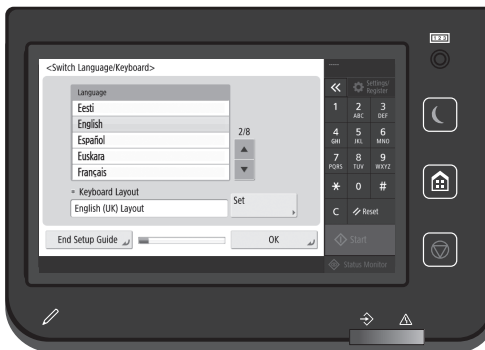 123
<Switch Language/Keyboard>
Language
Eesti
English
Español
Euskara
Français
2/8
Keyboard Layout
English (UK) Layout
Set
End Setup Guide
OK
Settings/
Register
1
2
ABC
3
DEF
4
GHI
5
JKL
6
MNO
7
PQRS
8
TUV
9
WXYZ
0
#
C
Reset
Start
Status Monitor